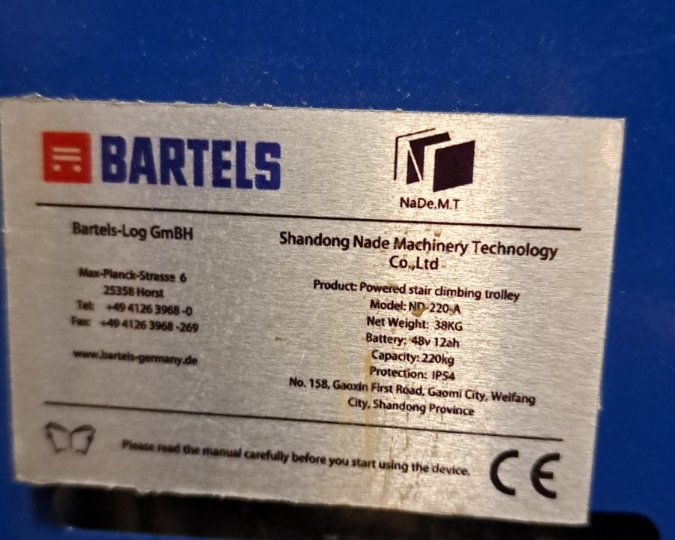 BARTELS
NaDe.M.T
Bartels-Log GmBH
Max-Planck-Strasse 6
25358 Horst
Tel: +49 4126 3968 -0
Fax: +49 4126 3968 -269
www.bartels-germany.de
Shandong Nade Machinery Technology
Co.,Ltd
Product: Powered stair climbing trolley
Model: ND-220-A
Net Weight: 38KG
Battery: 48v 12ah
Capacity: 220kg
Protection: IP54
No. 158, Gaoxin First Road, Gaomi City, Weifang
City, Shandong Province
Please read the manual carefully before you start using the device.
CE